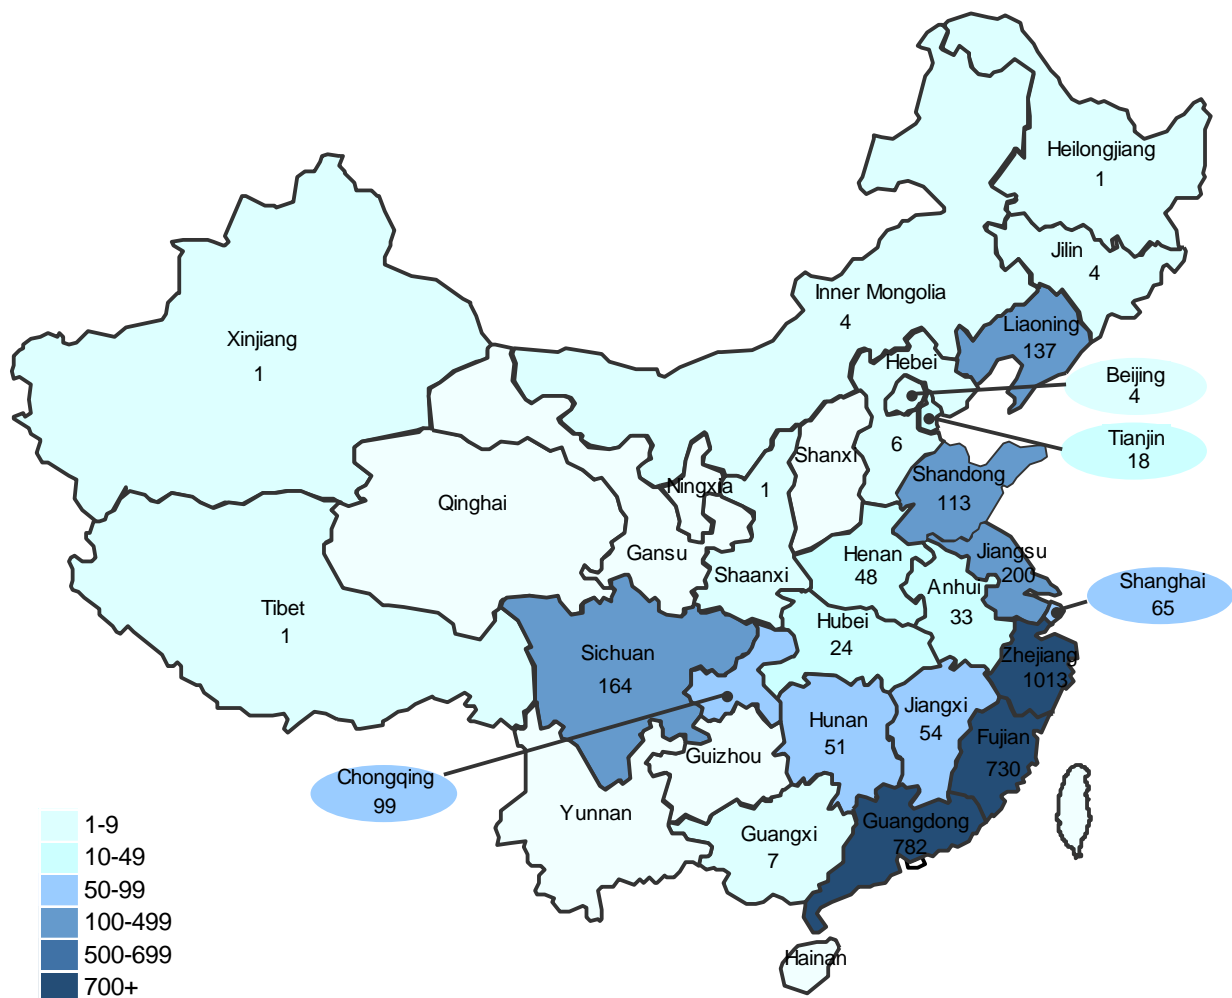 Heilongjiang
1
Jilin
4
Inner Mongolia
4
Liaoning
137
Xinjiang
1
Hebei
6
Beijing
4
Tianjin
18
Shanxi
Shandong
113
Ningxia
1
Qinghai
Gansu
Shaanxi
Henan
48
Jiangsu
200
Anhui
33
Shanghai
65
Tibet
1
Hubei
24
Sichuan
164
Zhejiang
1013
Hunan
51
Jiangxi
54
Fujian
730
Guizhou
Chongqing
99
Yunnan
Guangxi
7
Guangdong
782
Hainan
1-9
10-49
50-99
100-499
500-699
700+